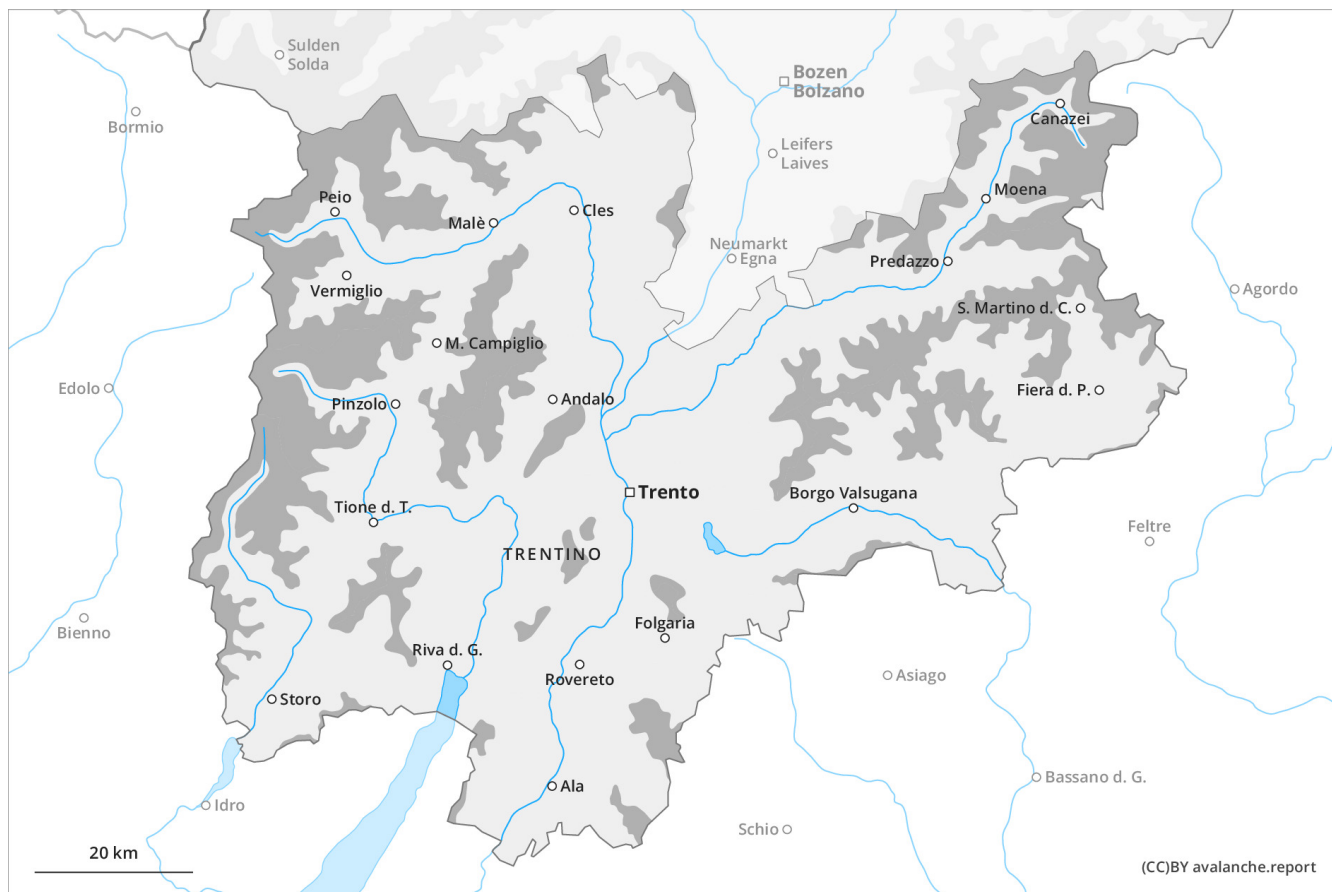 Sulden
Solda
Bozen
Bolzano
Bormio
Canazei
Leifers
Laives
Moena
Peio
Malè
Cles
Neumarkt
Egna
Predazzo
Vermiglio
Agordo
S. Martino d. C.
M. Campiglio
Edolo
Pinzolo
Andalo
Fiera d. P.
Trento
Borgo Valsugana
Tione d. T.
Feltre
TRENTINO
Bienno
Folgaria
Riva d. G.
Rovereto
Asiago
Storo
Bassano d. G.
Ala
Idro
Schio
20 km
(CC)BY avalanche.report